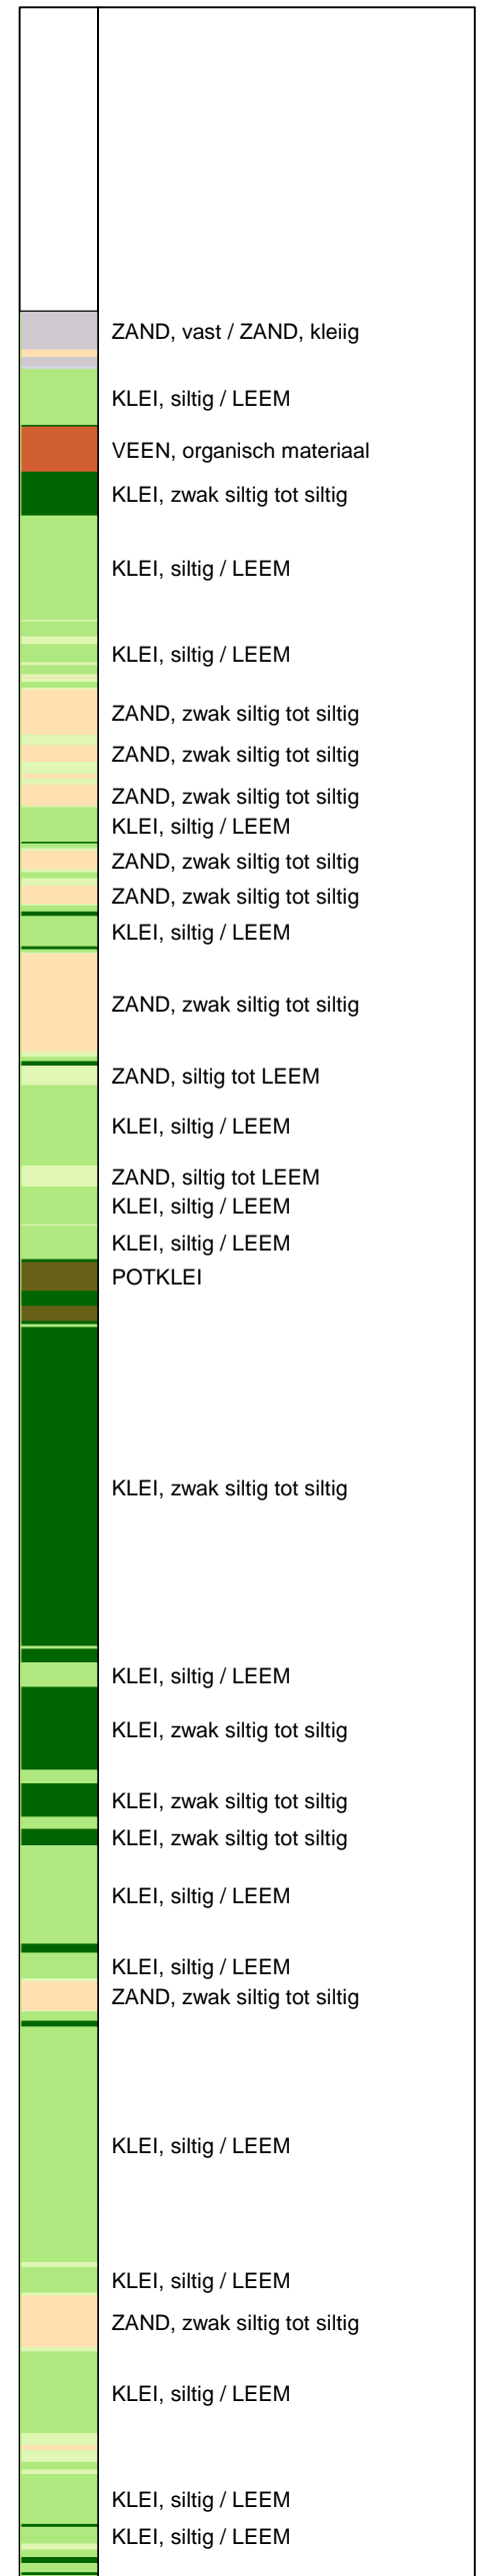 ZAND, vast / ZAND, kleiig
KLEI, siltig / LEEM
VEEN, organisch materiaal
KLEI, zwak siltig tot siltig
KLEI, siltig / LEEM
KLEI, siltig / LEEM
ZAND, zwak siltig tot siltig
ZAND, zwak siltig tot siltig
ZAND, zwak siltig tot siltig
KLEI, siltig / LEEM
ZAND, zwak siltig tot siltig
ZAND, zwak siltig tot siltig
KLEI, siltig / LEEM
ZAND, zwak siltig tot siltig
ZAND, siltig tot LEEM
KLEI, siltig / LEEM
ZAND, siltig tot LEEM
KLEI, siltig / LEEM
KLEI, siltig / LEEM
POTKLEI
KLEI, zwak siltig tot siltig
KLEI, siltig / LEEM
KLEI, zwak siltig tot siltig
KLEI, zwak siltig tot siltig
KLEI, zwak siltig tot siltig
KLEI, siltig / LEEM
KLEI, siltig / LEEM
ZAND, zwak siltig tot siltig
KLEI, siltig / LEEM
KLEI, siltig / LEEM
ZAND, zwak siltig tot siltig
KLEI, siltig / LEEM
KLEI, siltig / LEEM
KLEI, siltig / LEEM